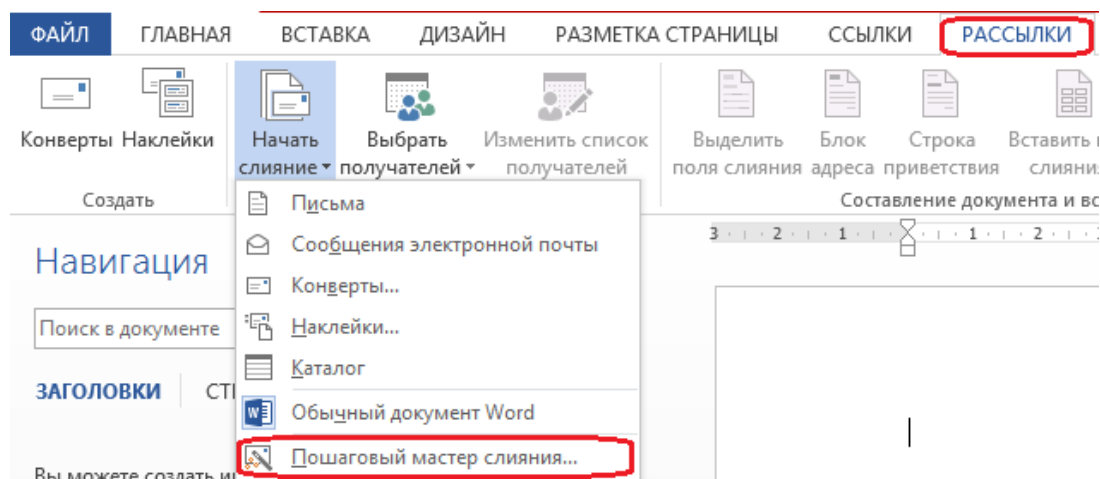 ФАЙЛ ГЛАВНАЯ ВСТАВКА ДИЗАЙН РАЗМЕТКА СТРАНИЦЫ ССЫЛКИ РАССЫЛКИ
Конверты Наклейки Начать Выбрать Изменить список Выделить Блок Строка Вставить
слияние получателей получателей поля слияния адреса приветствия
Создать Составление документа и
Письма
3 2 1 1 2
Сообщения электронной почты
Навигация
Конверты...
Поиск в документе
Наклейки...
Каталог
ЗАГОЛОВКИ
Обычный документ Word
Пошаговый мастер слияния...
Вы можете создать